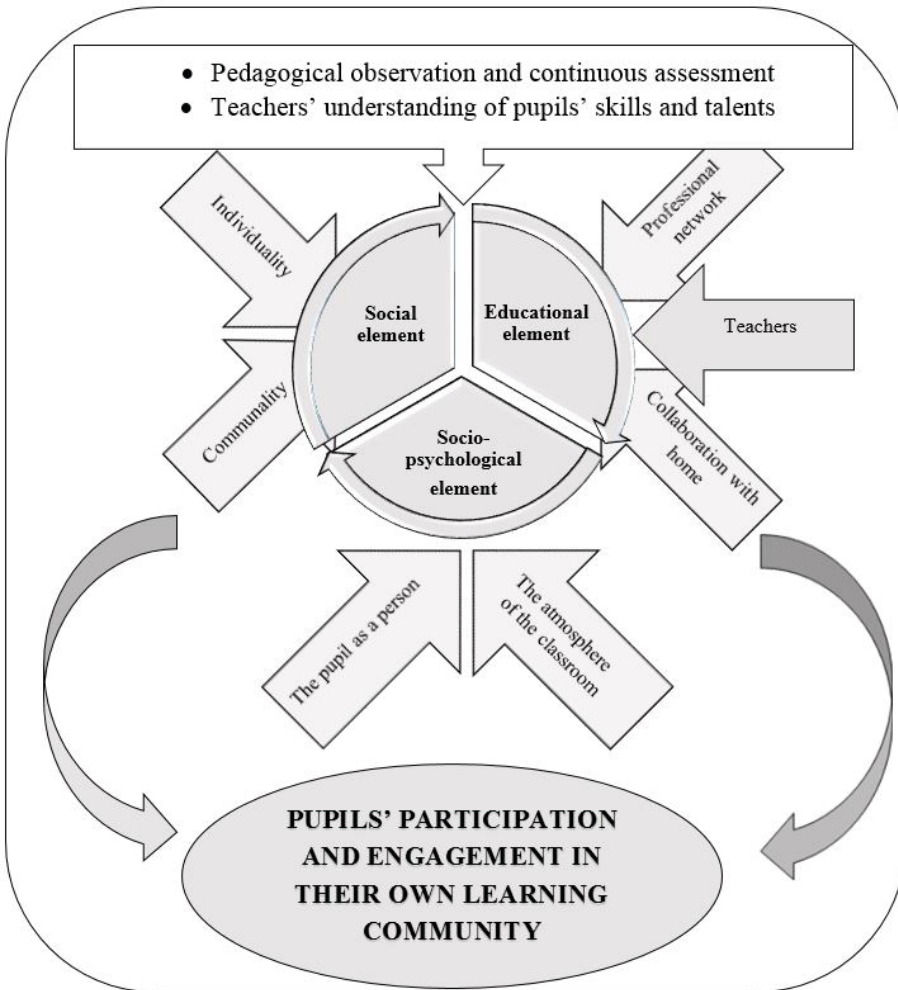 • Pedagogical observation and continuous assessment
• Teachers’ understanding of pupils’ skills and talents
Individuality
Professional
network
Social
element
Educational
element
Teachers
Communality
Collaboration with
home
Socio-
psychological
element
The pupil as a person
The atmosphere
of the classroom
PUPILS’ PARTICIPATION
AND ENGAGEMENT IN
THEIR OWN LEARNING
COMMUNITY